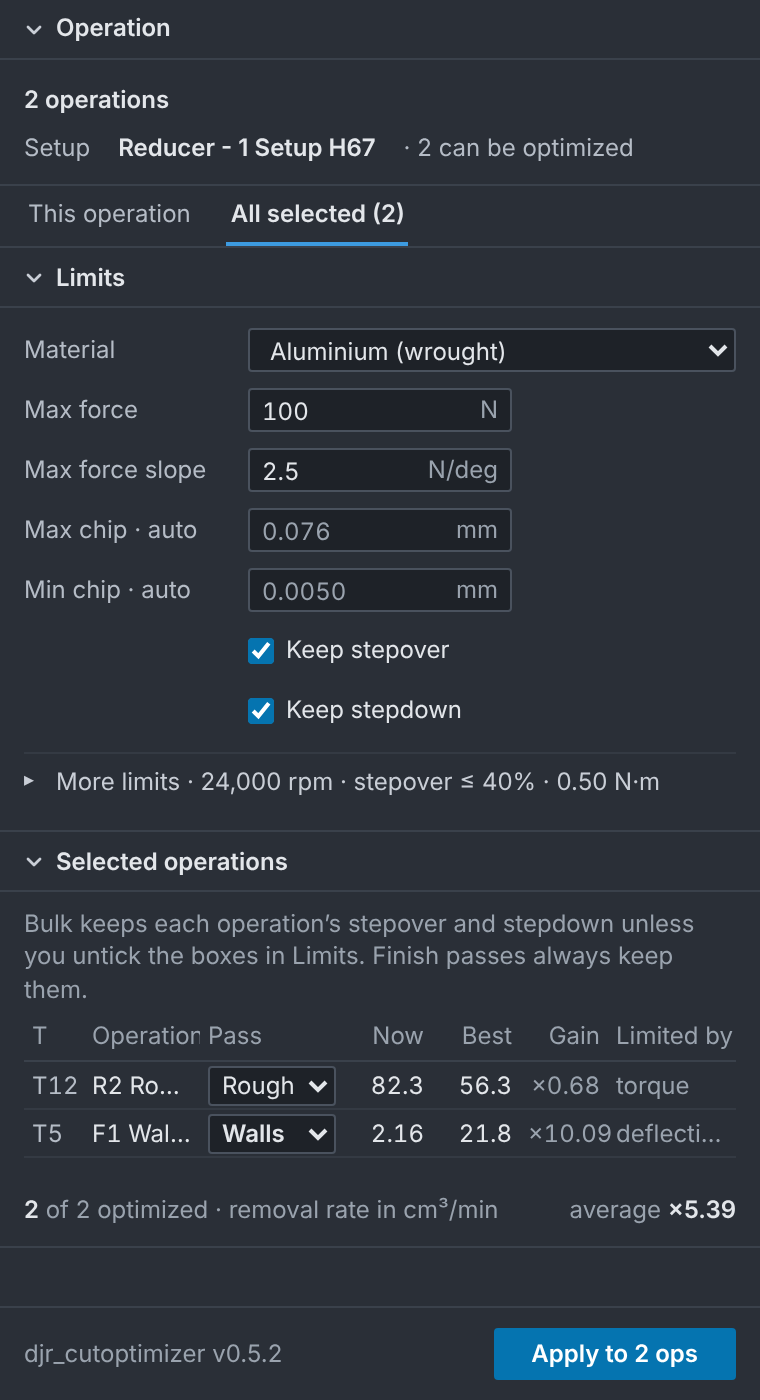 Operation
2 operations
Setup Reducer - 1 Setup H67 · 2 can be optimized
This operation All selected (2)
Limits
Material Aluminium (wrought)
Max force 100 N
Max force slope 2.5 N/deg
Max chip · auto 0.076 mm
Min chip · auto 0.0050 mm
Keep stepover
Keep stepdown
More limits · 24,000 rpm · stepover ≤ 40% · 0.50 N·m
Selected operations
Bulk keeps each operation’s stepover and stepdown unless
you untick the boxes in Limits. Finish passes always keep
them.
T Operation Pass Now Best Gain Limited by
T12 R2 Ro... Rough 82.3 56.3 ×0.68 torque
T5 F1 Wal... Walls 2.16 21.8 ×10.09 deflecti...
2 of 2 optimized · removal rate in cm³/min average ×5.39
djr_cutoptimizer v0.5.2 Apply to 2 ops